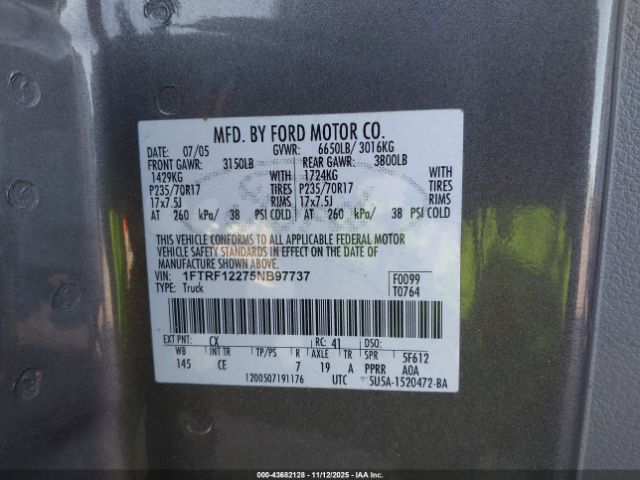 MFD. BY FORD MOTOR CO.
DATE: 07/05 GVWR: 6650LB/ 3016KG
FRONT GAWR: 3150LB REAR GAWR: 3800LB
1429KG WITH 1724KG WITH
P235/70R17 TIRES P235/70R17 TIRES
17x7.5J RIMS 17x7.5J RIMS
AT 260 kPa/ 38 PSI COLD AT 260 kPa/ 38 PSI COLD
THIS VEHICLE CONFORMS TO ALL APPLICABLE FEDERAL MOTOR
VEHICLE SAFETY STANDARDS IN EFFECT ON THE DATE OF
MANUFACTURE SHOWN ABOVE.
VIN: 1FTRF12275NB97737 F0099
TYPE: Truck T0764
EXT PNT: CX RC: 41 DSO:
WB INT TR TP/PS R AXLE TR SPR 5F612
145 CE 7 19 A PPRR AOA
1200507191176 UTC 5U5A-1520472-BA
000-43682128 - 11/12/2025 - IAAI.COM